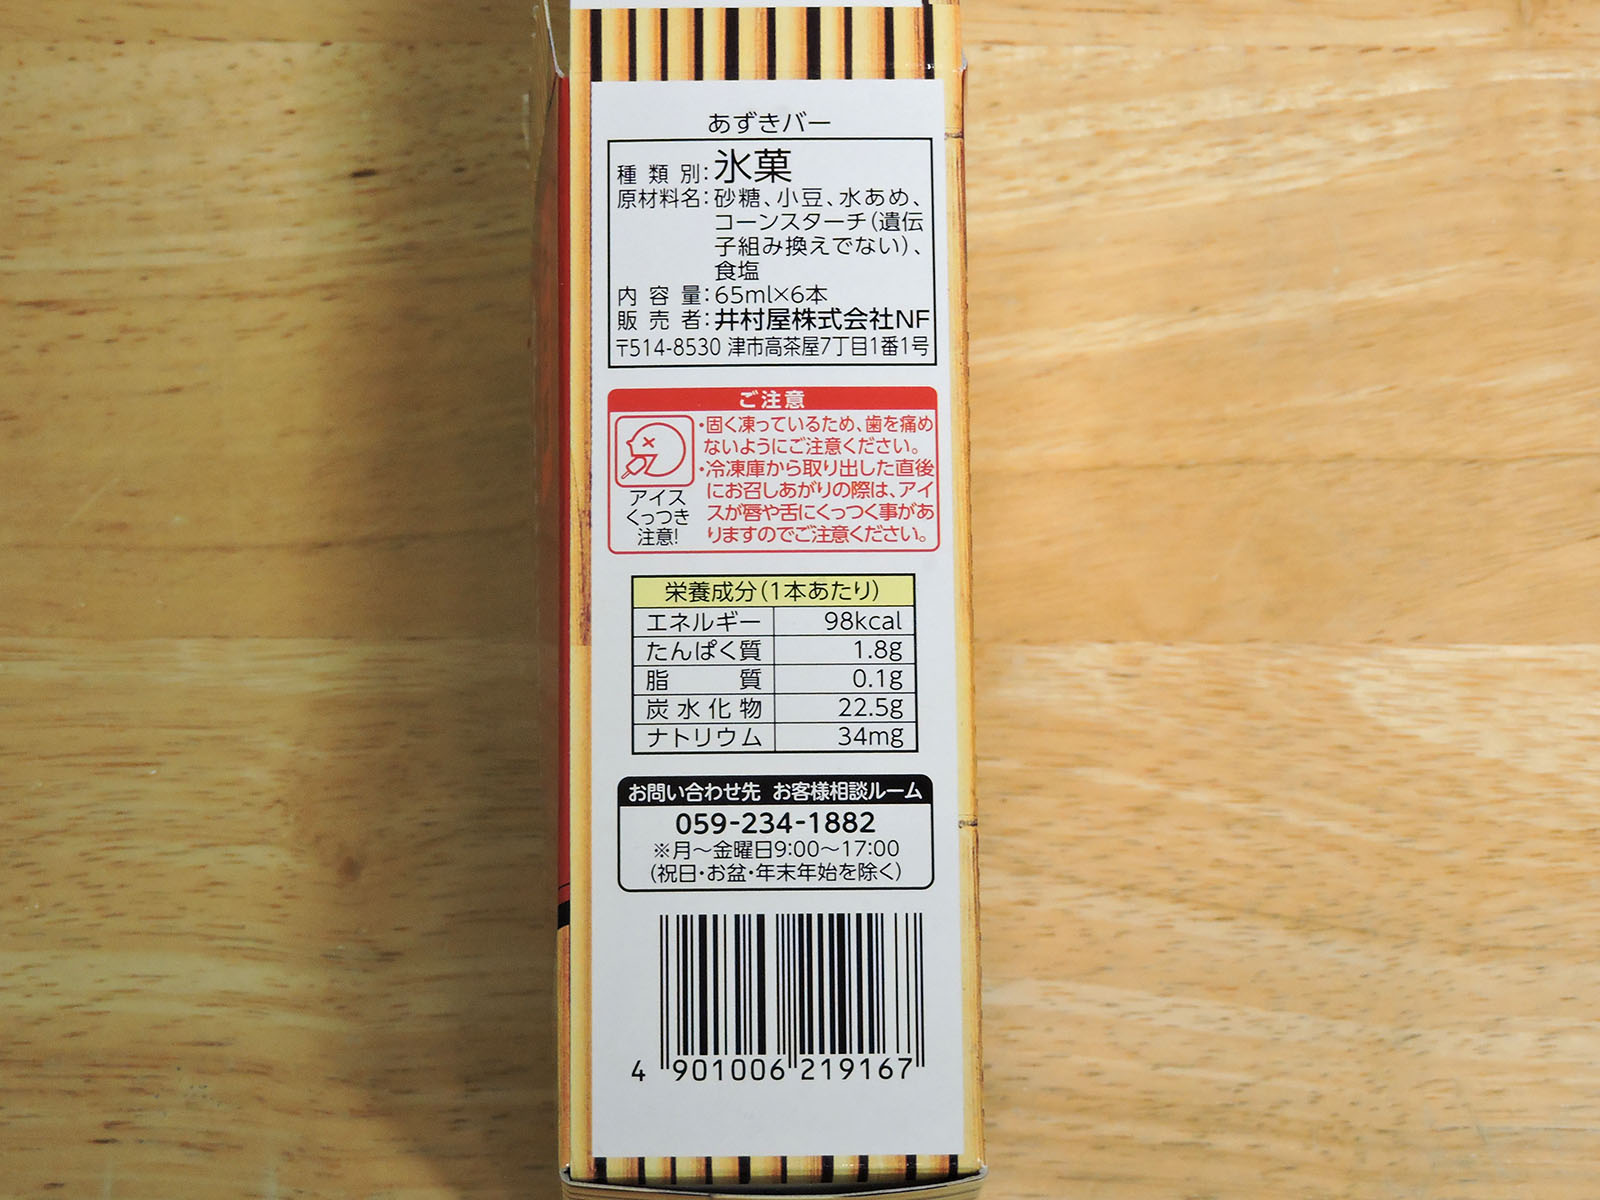 あずきバー
種類別：氷菓
原材料名：砂糖、小豆、水あめ、
コーンスターチ（遺伝
子組み換えでない）、
食塩
内容量：65ml×6本
販売者：井村屋株式会社NF
〒514-8530 津市高茶屋7丁目1番1号
ご注意
・固く凍っているため、歯を痛め
ないようにご注意ください。
・冷凍庫から取り出した直後
にお召しあがりの際は、アイ
スが唇や舌にくっつく事があ
りますのでご注意ください。
アイス
くっつき
注意!
栄養成分（1本あたり）
エネルギー 98kcal
たんぱく質 1.8g
脂質 0.1g
炭水化物 22.5g
ナトリウム 34mg
お問い合わせ先 お客様相談ルーム
059-234-1882
※月～金曜日9:00～17:00
（祝日・お盆・年末年始を除く）
4 901006 219167